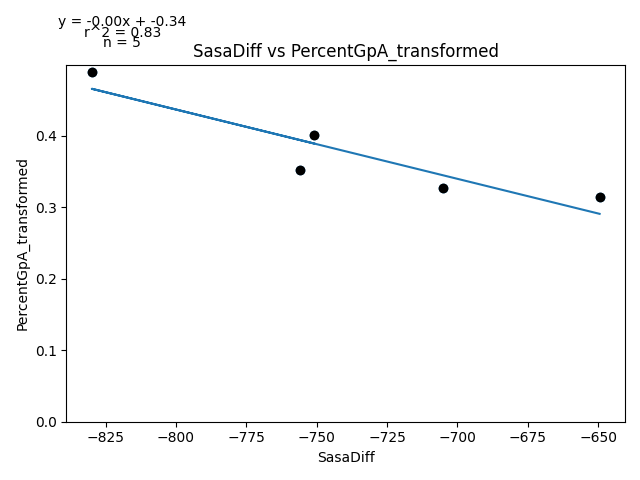 y = -0.00x + -0.34
r^2 = 0.83
n = 5
SasaDiff vs PercentGpA_transformed
PercentGpA_transformed
0.4
0.3
0.2
0.1
0.0
−825 −800 −775 −750 −725 −700 −675 −650
SasaDiff